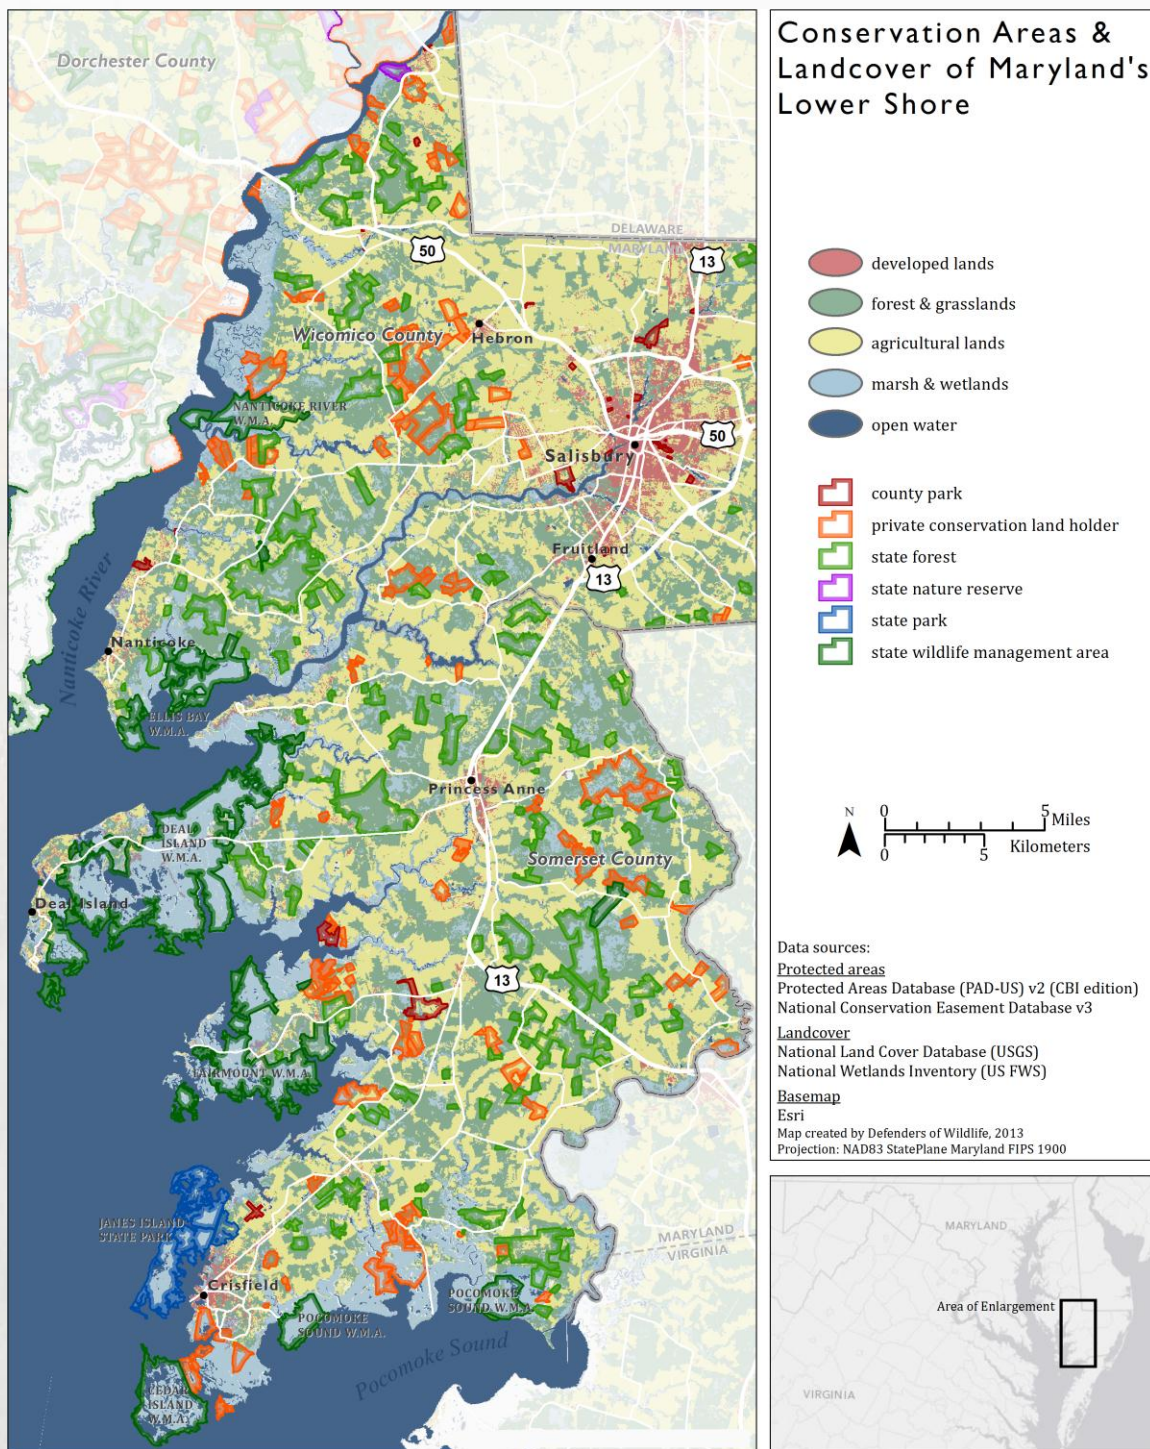 Conservation Areas &
Landcover of Maryland's
Lower Shore
developed lands
forest & grasslands
agricultural lands
marsh & wetlands
open water
county park
private conservation land holder
state forest
state nature reserve
state park
state wildlife management area
N
0
5
Miles
Kilometers
0
5
Data sources:
Protected areas
Protected Areas Database (PAD-US) v2 (CBI edition)
National Conservation Easement Database v3
Landcover
National Land Cover Database (USGS)
National Wetlands Inventory (US FWS)
Basemap
Esri
Map created by Defenders of Wildlife, 2013
Projection: NAD83 StatePlane Maryland FIPS 1900
MARYLAND
Area of Enlargement
VIRGINIA
Dorchester County
DELAWARE
MARYLAND
50
13
Wicomico County
Hebron
NANTICOKE RIVER
W.M.A.
50
Salisbury
Fruitland
13
Nanticoke River
Nanticoke
ELLIS BAY
W.M.A.
Princess Anne
DEAL
ISLAND
W.M.A.
Somerset County
Deal Island
13
FAIRMOUNT W.M.A.
JANES ISLAND
STATE PARK
MARYLAND
VIRGINIA
Crisfield
POCOMOKE
SOUND W.M.A.
POCOMOKE
SOUND W.M.A.
Pocomoke Sound
CEDAR
ISLAND
W.M.A.